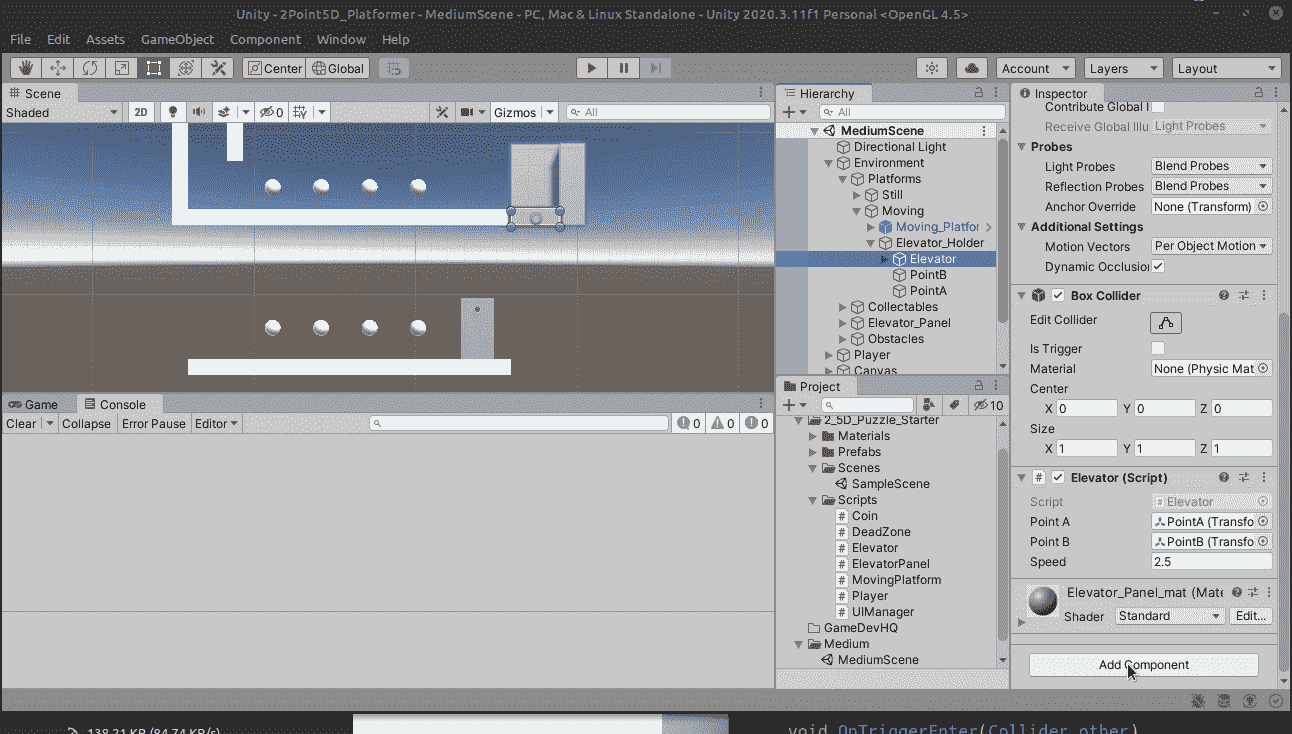 Unity - 2Point5D_Platformer - MediumScene - PC, Mac & Linux Standalone - Unity 2020.3.11f1 Personal <OpenGL 4.5>
File Edit Assets GameObject Component Window Help
Center Global Account Layers Layout
Scene
Shaded 2D 0 Gizmos All
Hierarchy
All
MediumScene
Directional Light
Environment
Platforms
Still
Moving
Moving_Platfor
Elevator_Holder
Elevator
PointB
PointA
Collectables
Elevator_Panel
Obstacles
Player
Canvas
Game Console
Clear Collapse Error Pause Editor 0 0 0
Project
10
2_5D_Puzzle_Starter
Materials
Prefabs
Scenes
SampleScene
Scripts
Coin
DeadZone
Elevator
ElevatorPanel
MovingPlatform
Player
UIManager
GameDevHQ
Medium
MediumScene
Inspector
Contribute Global I
Receive Global Illu Light Probes
Probes
Light Probes Blend Probes
Reflection Probes Blend Probes
Anchor Override None (Transform)
Additional Settings
Motion Vectors Per Object Motion
Dynamic Occlusion
Box Collider
Edit Collider
Is Trigger
Material None (Physic Mat
Center
X 0 Y 0 Z 0
Size
X 1 Y 1 Z 1
# Elevator (Script)
Script # Elevator
Point A PointA (Transfo
Point B PointB (Transfo
Speed 2.5
Elevator_Panel_mat (Mate
Shader Standard Edit...
Add Component
138.21 KB (84.74 KB/s)
void OnTriggerEnter(Collider other)